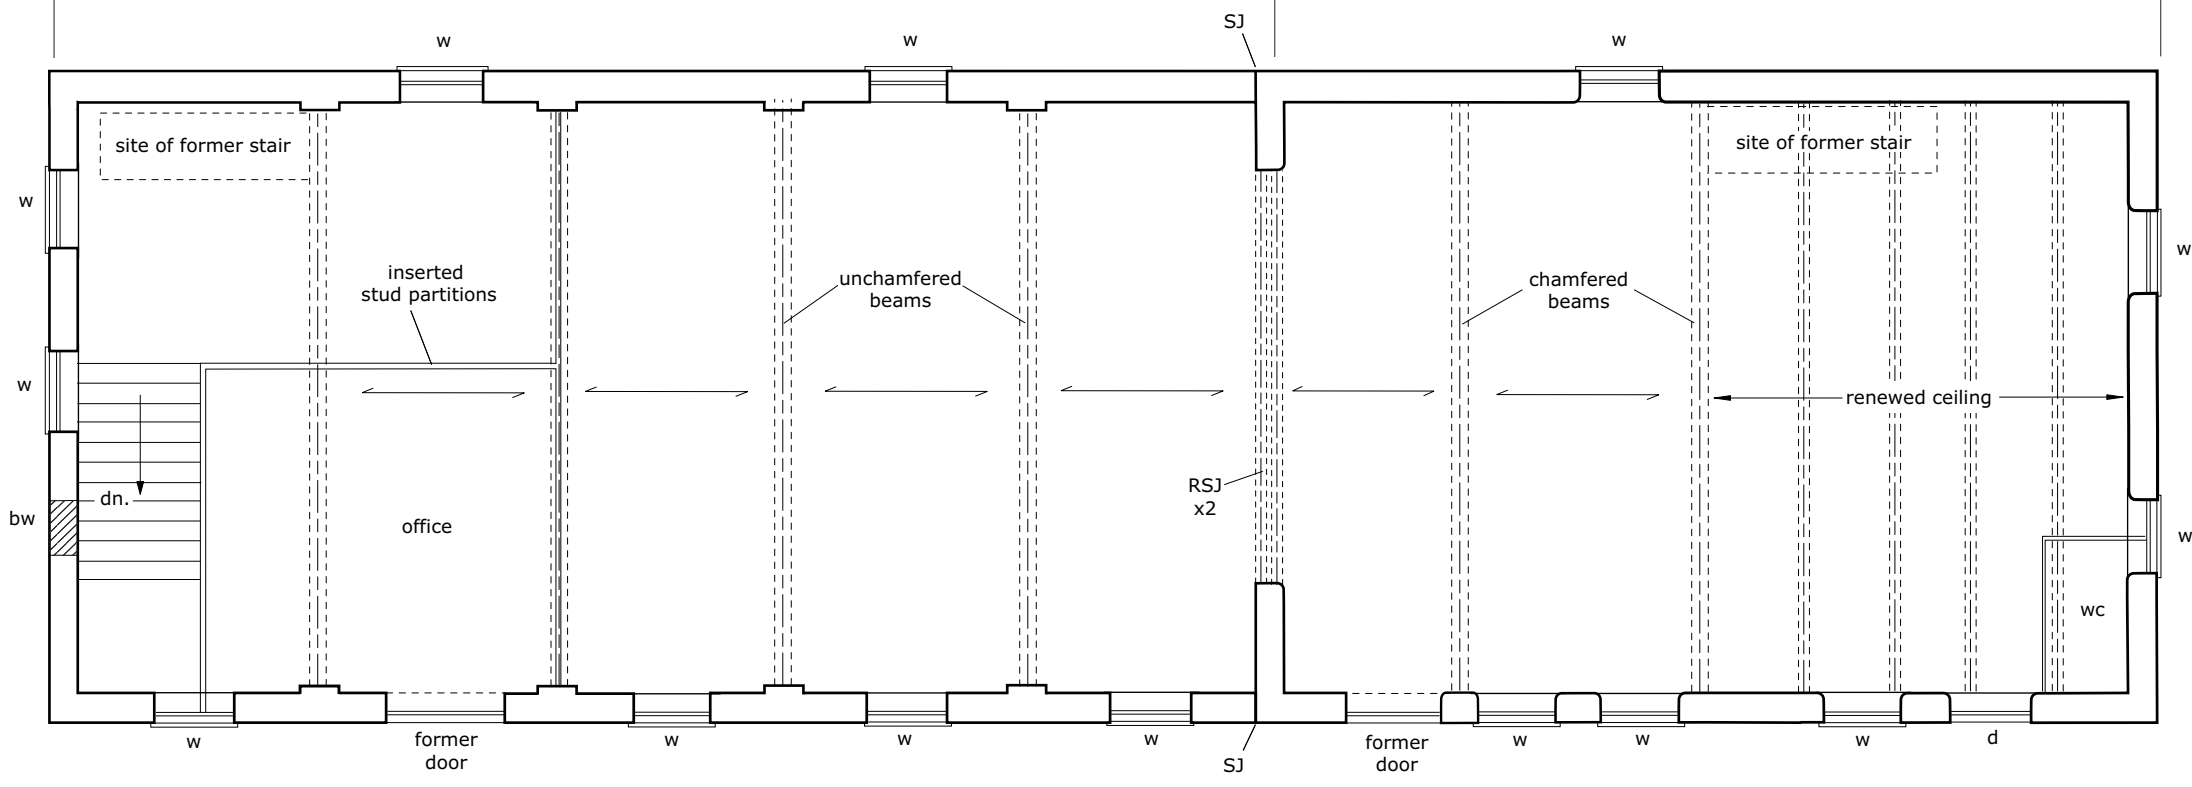 SJ
w
w
w
site of former stair
site of former stair
w
w
inserted
stud partitions
unchamfered
beams
chamfered
beams
w
renewed ceiling
RSJ
x2
dn.
bw
office
w
wc
w
former
door
w
w
w
SJ
former
door
w
w
w
d